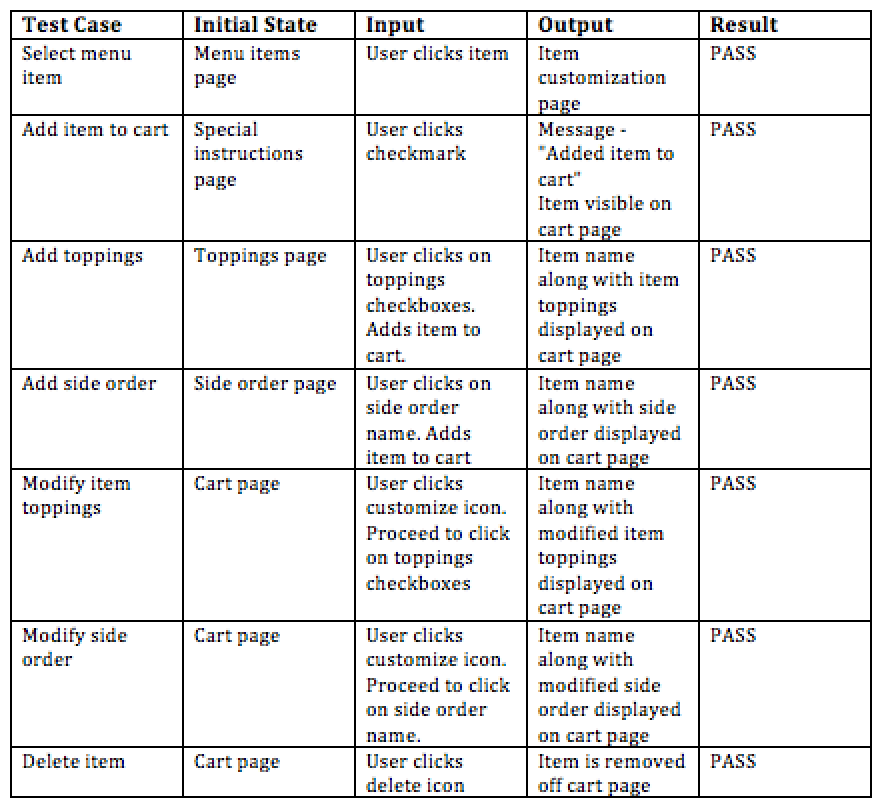 Test Case Initial State Input Output Result
Select menu item
Menu items page
User clicks item
Item customization page
PASS
Add item to cart
Special instructions page
User clicks checkmark
Message - "Added item to cart"
Item visible on cart page
PASS
Add toppings
Toppings page
User clicks on toppings checkboxes. Adds item to cart.
Item name along with item toppings displayed on cart page
PASS
Add side order
Side order page
User clicks on side order name. Adds item to cart
Item name along with side order displayed on cart page
PASS
Modify item toppings
Cart page
User clicks customize icon. Proceed to click on toppings checkboxes
Item name along with modified item toppings displayed on cart page
PASS
Modify side order
Cart page
User clicks customize icon. Proceed to click on side order name.
Item name along with modified side order displayed on cart page
PASS
Delete item
Cart page
User clicks delete icon
Item is removed off cart page
PASS